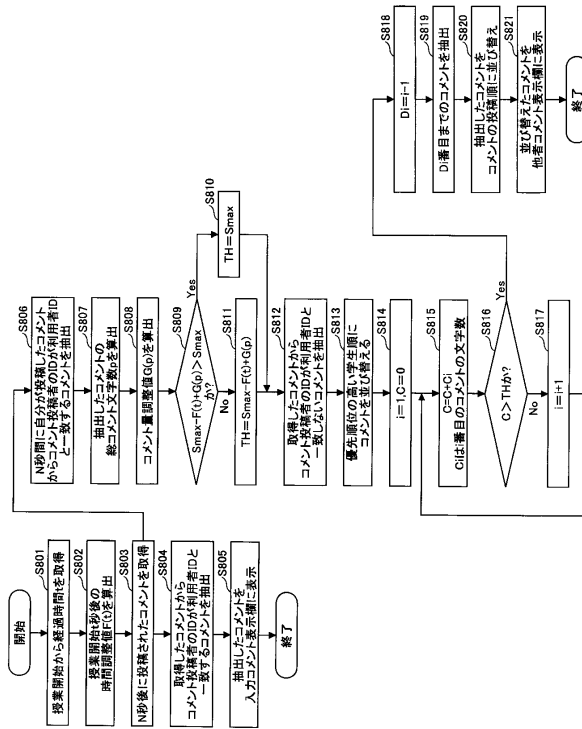 開始
S801
授業開始から経過時間tを取得
S802
授業開始t秒後の
時間調整値F(t)を算出
S803
N秒後に投稿されたコメントを取得
S804
取得したコメントから
コメント投稿者のIDが利用者IDと
一致するコメントを抽出
S805
抽出したコメントを
入力コメント表示欄に表示
終了
S806
N秒間に自分が投稿したコメント
からコメント投稿者のIDが利用者ID
と一致するコメントを抽出
S807
抽出したコメントの
総コメント文字数pを算出
S808
コメント量調整値G(p)を算出
S809
Smax-F(t)+G(p)>Smax
か?
Yes
No
S810
TH=Smax
S811
TH=Smax-F(t)+G(p)
S812
取得したコメントから
コメント投稿者のIDが利用者IDと
一致しないコメントを抽出
S813
優先順位の高い学生順に
コメントを並び替える
S814
i=1,C=0
S815
C=C+Ci
Ciはi番目のコメントの文字数
S816
C>THか?
Yes
No
S817
i=i+1
S818
Di=i-1
S819
Di番目までのコメントを抽出
S820
抽出したコメントを
コメントの投稿順に並び替え
S821
並び替えたコメントを
他者コメント表示欄に表示
終了